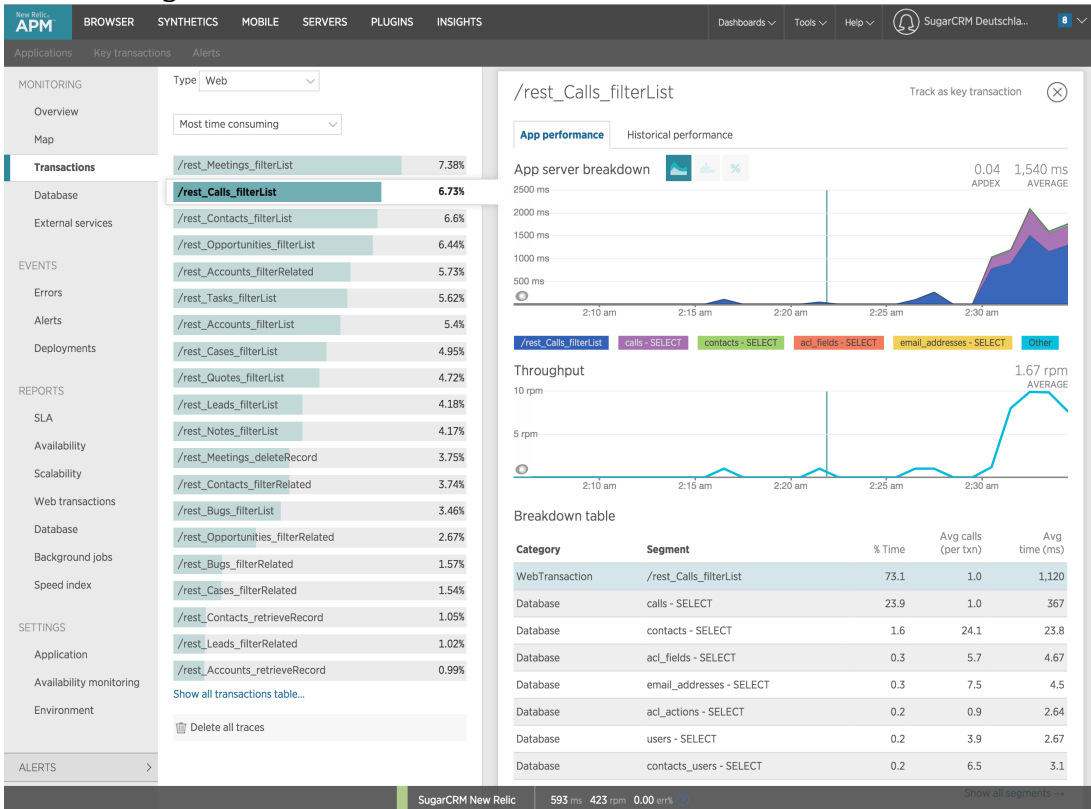 New Relic.
APM
BROWSER SYNTHETICS MOBILE SERVERS PLUGINS INSIGHTS Dashboards Tools Help SugarCRM Deutschla... 8
Applications Key transactions Alerts
MONITORING
Overview
Map
Transactions
Database
External services
EVENTS
Errors
Alerts
Deployments
REPORTS
SLA
Availability
Scalability
Web transactions
Database
Background jobs
Speed index
SETTINGS
Application
Availability monitoring
Environment
ALERTS
Type Web
Most time consuming
/rest_Meetings_filterList 7.38%
/rest_Calls_filterList 6.73%
/rest_Contacts_filterList 6.6%
/rest_Opportunities_filterList 6.44%
/rest_Accounts_filterRelated 5.73%
/rest_Tasks_filterList 5.62%
/rest_Accounts_filterList 5.4%
/rest_Cases_filterList 4.95%
/rest_Quotes_filterList 4.72%
/rest_Leads_filterList 4.18%
/rest_Notes_filterList 4.17%
/rest_Meetings_deleteRecord 3.75%
/rest_Contacts_filterRelated 3.74%
/rest_Bugs_filterList 3.46%
/rest_Opportunities_filterRelated 2.67%
/rest_Bugs_filterRelated 1.57%
/rest_Cases_filterRelated 1.54%
/rest_Contacts_retrieveRecord 1.05%
/rest_Leads_filterRelated 1.02%
/rest_Accounts_retrieveRecord 0.99%
Show all transactions table...
Delete all traces
/rest_Calls_filterList Track as key transaction
App performance Historical performance
App server breakdown % 0.04 1,540 ms
APDEX AVERAGE
2500 ms
2000 ms
1500 ms
1000 ms
500 ms
2:10 am 2:15 am 2:20 am 2:25 am 2:30 am
/rest_Calls_filterList calls - SELECT contacts - SELECT acl_fields - SELECT email_addresses - SELECT Other
Throughput 1.67 rpm
AVERAGE
10 rpm
5 rpm
2:10 am 2:15 am 2:20 am 2:25 am 2:30 am
Breakdown table
Category Segment % Time Avg calls (per txn) Avg time (ms)
WebTransaction /rest_Calls_filterList 73.1 1.0 1,120
Database calls - SELECT 23.9 1.0 367
Database contacts - SELECT 1.6 24.1 23.8
Database acl_fields - SELECT 0.3 5.7 4.67
Database email_addresses - SELECT 0.3 7.5 4.5
Database acl_actions - SELECT 0.2 0.9 2.64
Database users - SELECT 0.2 3.9 2.67
Database contacts_users - SELECT 0.2 6.5 3.1
Show all segments →
SugarCRM New Relic 593 ms 423 rpm 0.00 err%